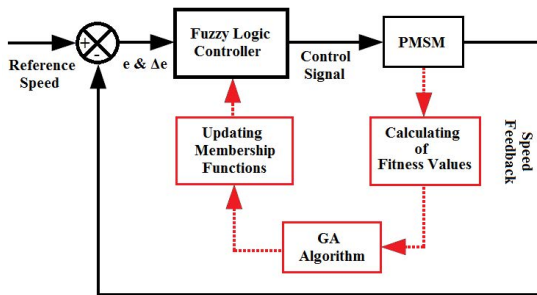 Reference
Speed
+
-
e & Δe
Fuzzy Logic
Controller
Control
Signal
PMSM
Updating
Membership
Functions
Calculating
of
Fitness Values
Speed
Feedback
GA
Algorithm